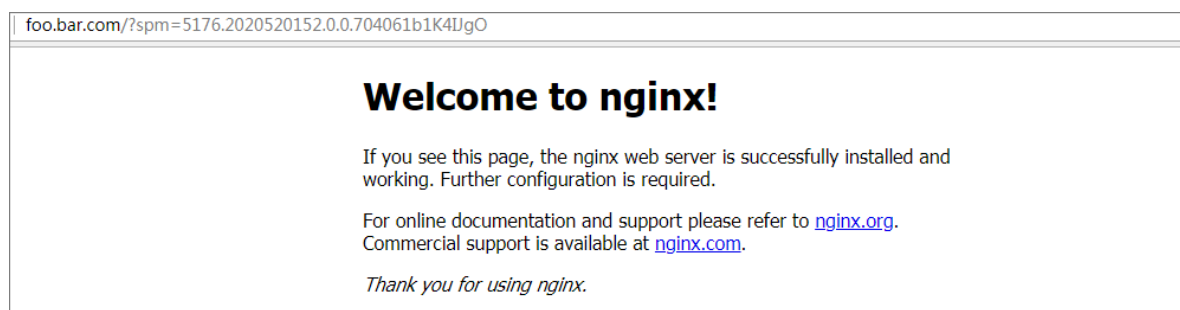 foo.bar.com/?spm=5176.2020520152.0.0.704061b1K4IJgO
Welcome to nginx!
If you see this page, the nginx web server is successfully installed and
working. Further configuration is required.
For online documentation and support please refer to nginx.org.
Commercial support is available at nginx.com.
Thank you for using nginx.